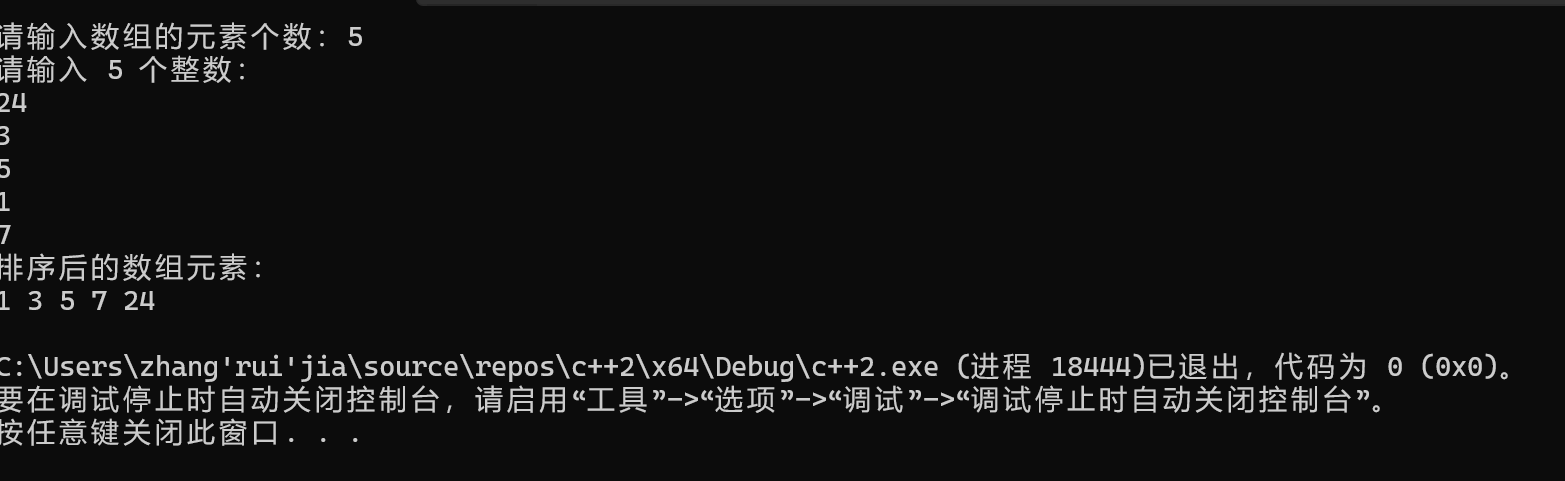 请输入数组的元素个数：5
请输入 5 个整数：
24
3
5
1
7
排序后的数组元素：
1 3 5 7 24
C:\Users\zhang'rui'jia\source\repos\c++2\x64\Debug\c++2.exe (进程 18444)已退出，代码为 0 (0x0)。
要在调试停止时自动关闭控制台，请启用“工具”->“选项”->“调试”->“调试停止时自动关闭控制台”。
按任意键关闭此窗口. . .